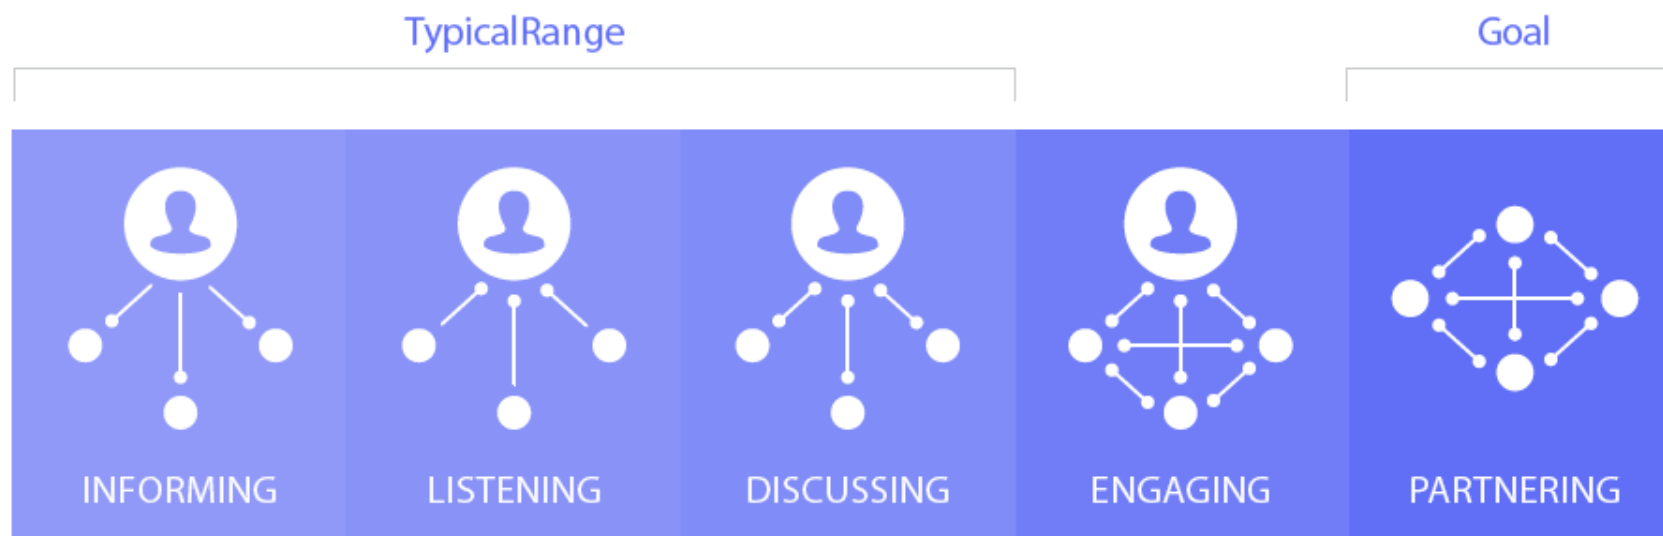 TypicalRange
Goal
INFORMING
LISTENING
DISCUSSING
ENGAGING
PARTNERING